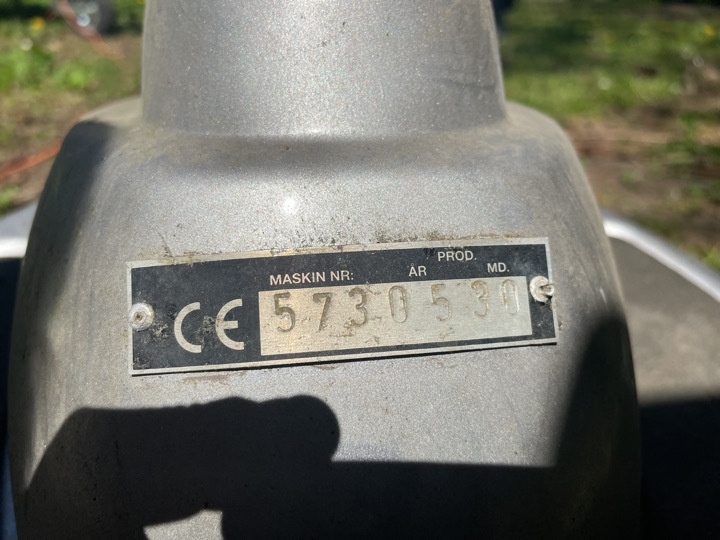 PROD.
MASKIN NR: ÅR MD.
CE 5730530